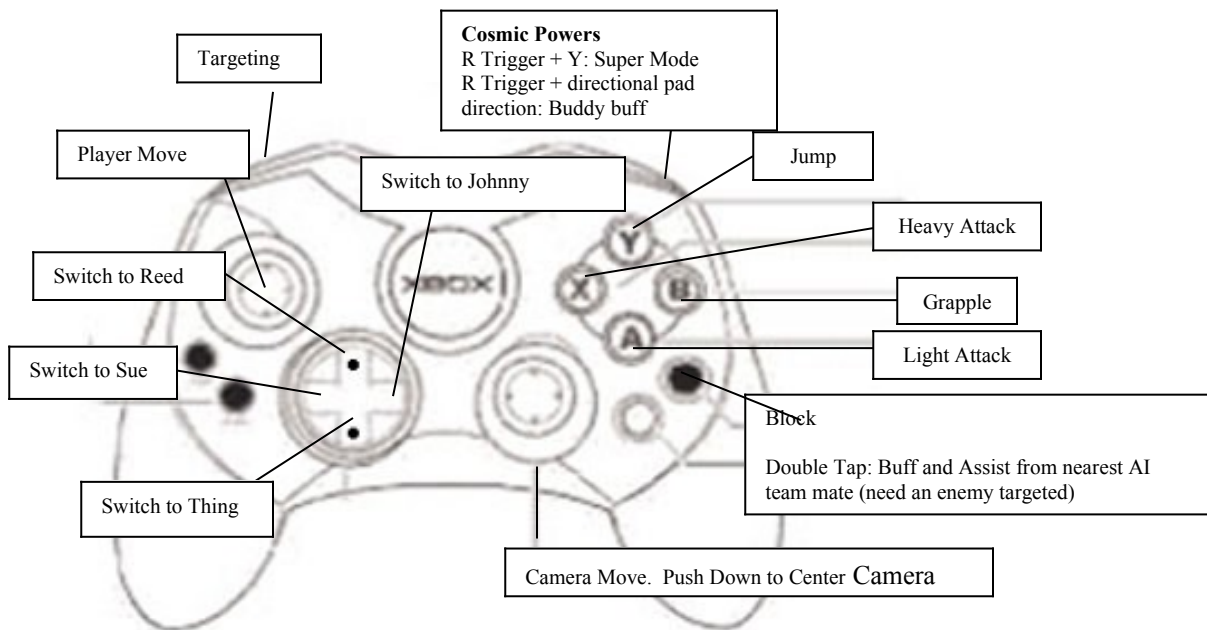 Cosmic Powers
R Trigger + Y: Super Mode
R Trigger + directional pad
direction: Buddy buff
Targeting
Player Move
Switch to Johnny
Jump
Heavy Attack
Switch to Reed
Grapple
Switch to Sue
Light Attack
Block
Double Tap: Buff and Assist from nearest AI
team mate (need an enemy targeted)
Switch to Thing
Camera Move. Push Down to Center Camera
XBOX
Y
X
B
A